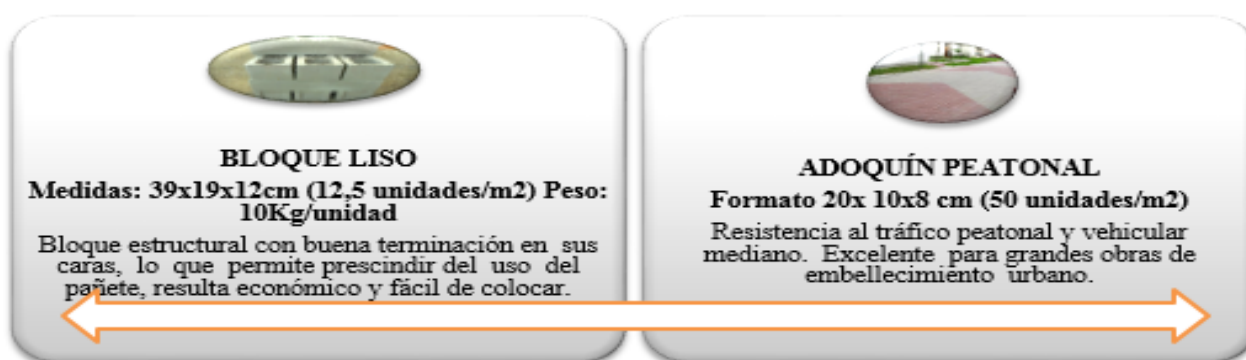 BLOQUE LISO
Medidas: 39x19x12cm (12,5 unidades/m2) Peso:
10Kg/unidad
Bloque estructural con buena terminación en sus
caras, lo que permite prescindir del uso del
pañete, resulta económico y fácil de colocar.
ADOQUÍN PEATONAL
Formato 20x 10x8 cm (50 unidades/m2)
Resistencia al tráfico peatonal y vehicular
mediano. Excelente para grandes obras de
embellecimiento urbano.